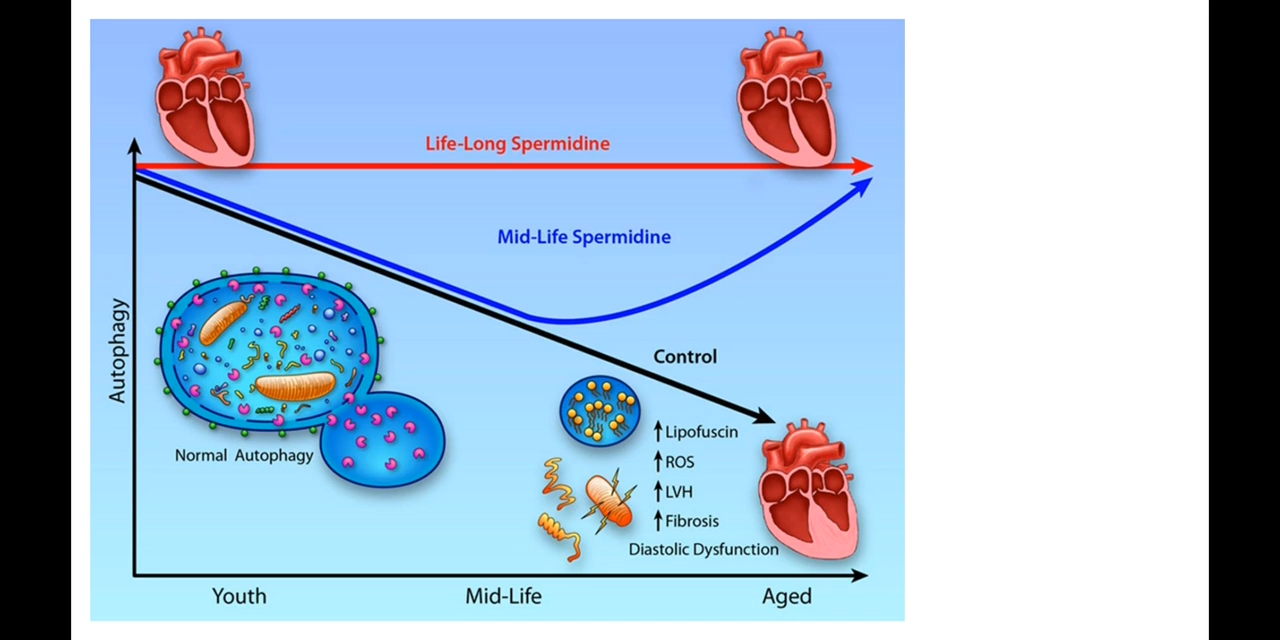 Life-Long Spermidine
Mid-Life Spermidine
Autophagy
Control
Normal Autophagy
↑Lipofuscin
↑ROS
↑LVH
↑Fibrosis
Diastolic Dysfunction
Youth
Mid-Life
Aged